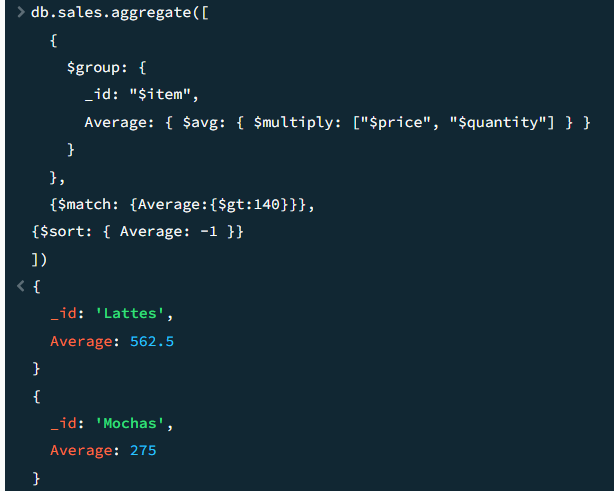 > db.sales.aggregate([
{
$group: {
_id: "$item",
Average: { $avg: { $multiply: ["$price", "$quantity"] } }
}
},
{$match: {Average:{$gt:140}}},
{$sort: { Average: -1 }}
])
< {
_id: 'Lattes',
Average: 562.5
}
{
_id: 'Mochas',
Average: 275
}